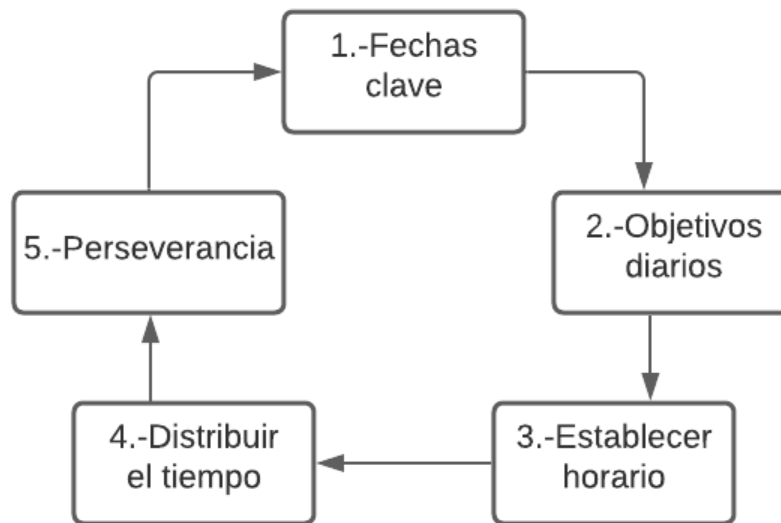 1.-Fechas
clave
2.-Objetivos
diarios
3.-Establecer
horario
4.-Distribuir
el tiempo
5.-Perseverancia